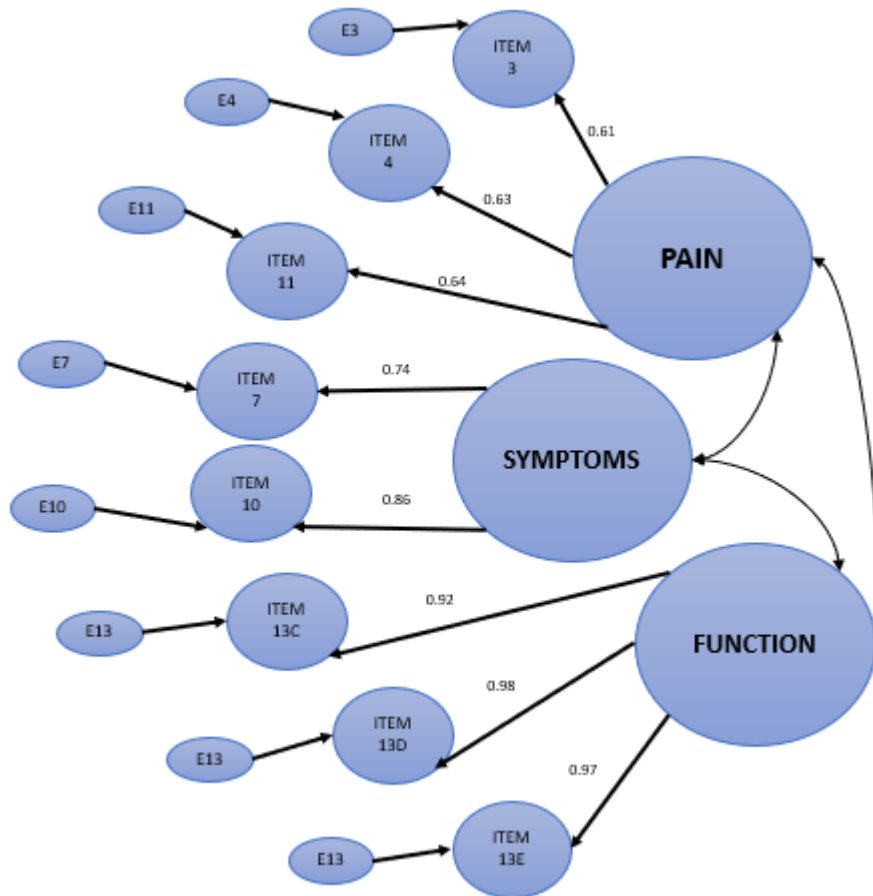 E3
ITEM
3
0.61
E4
ITEM
4
0.63
PAIN
E11
ITEM
11
0.64
E7
ITEM
7
0.74
SYMPTOMS
E10
ITEM
10
0.86
E13
ITEM
13C
0.92
FUNCTION
E13
ITEM
13D
0.98
E13
ITEM
13E
0.97